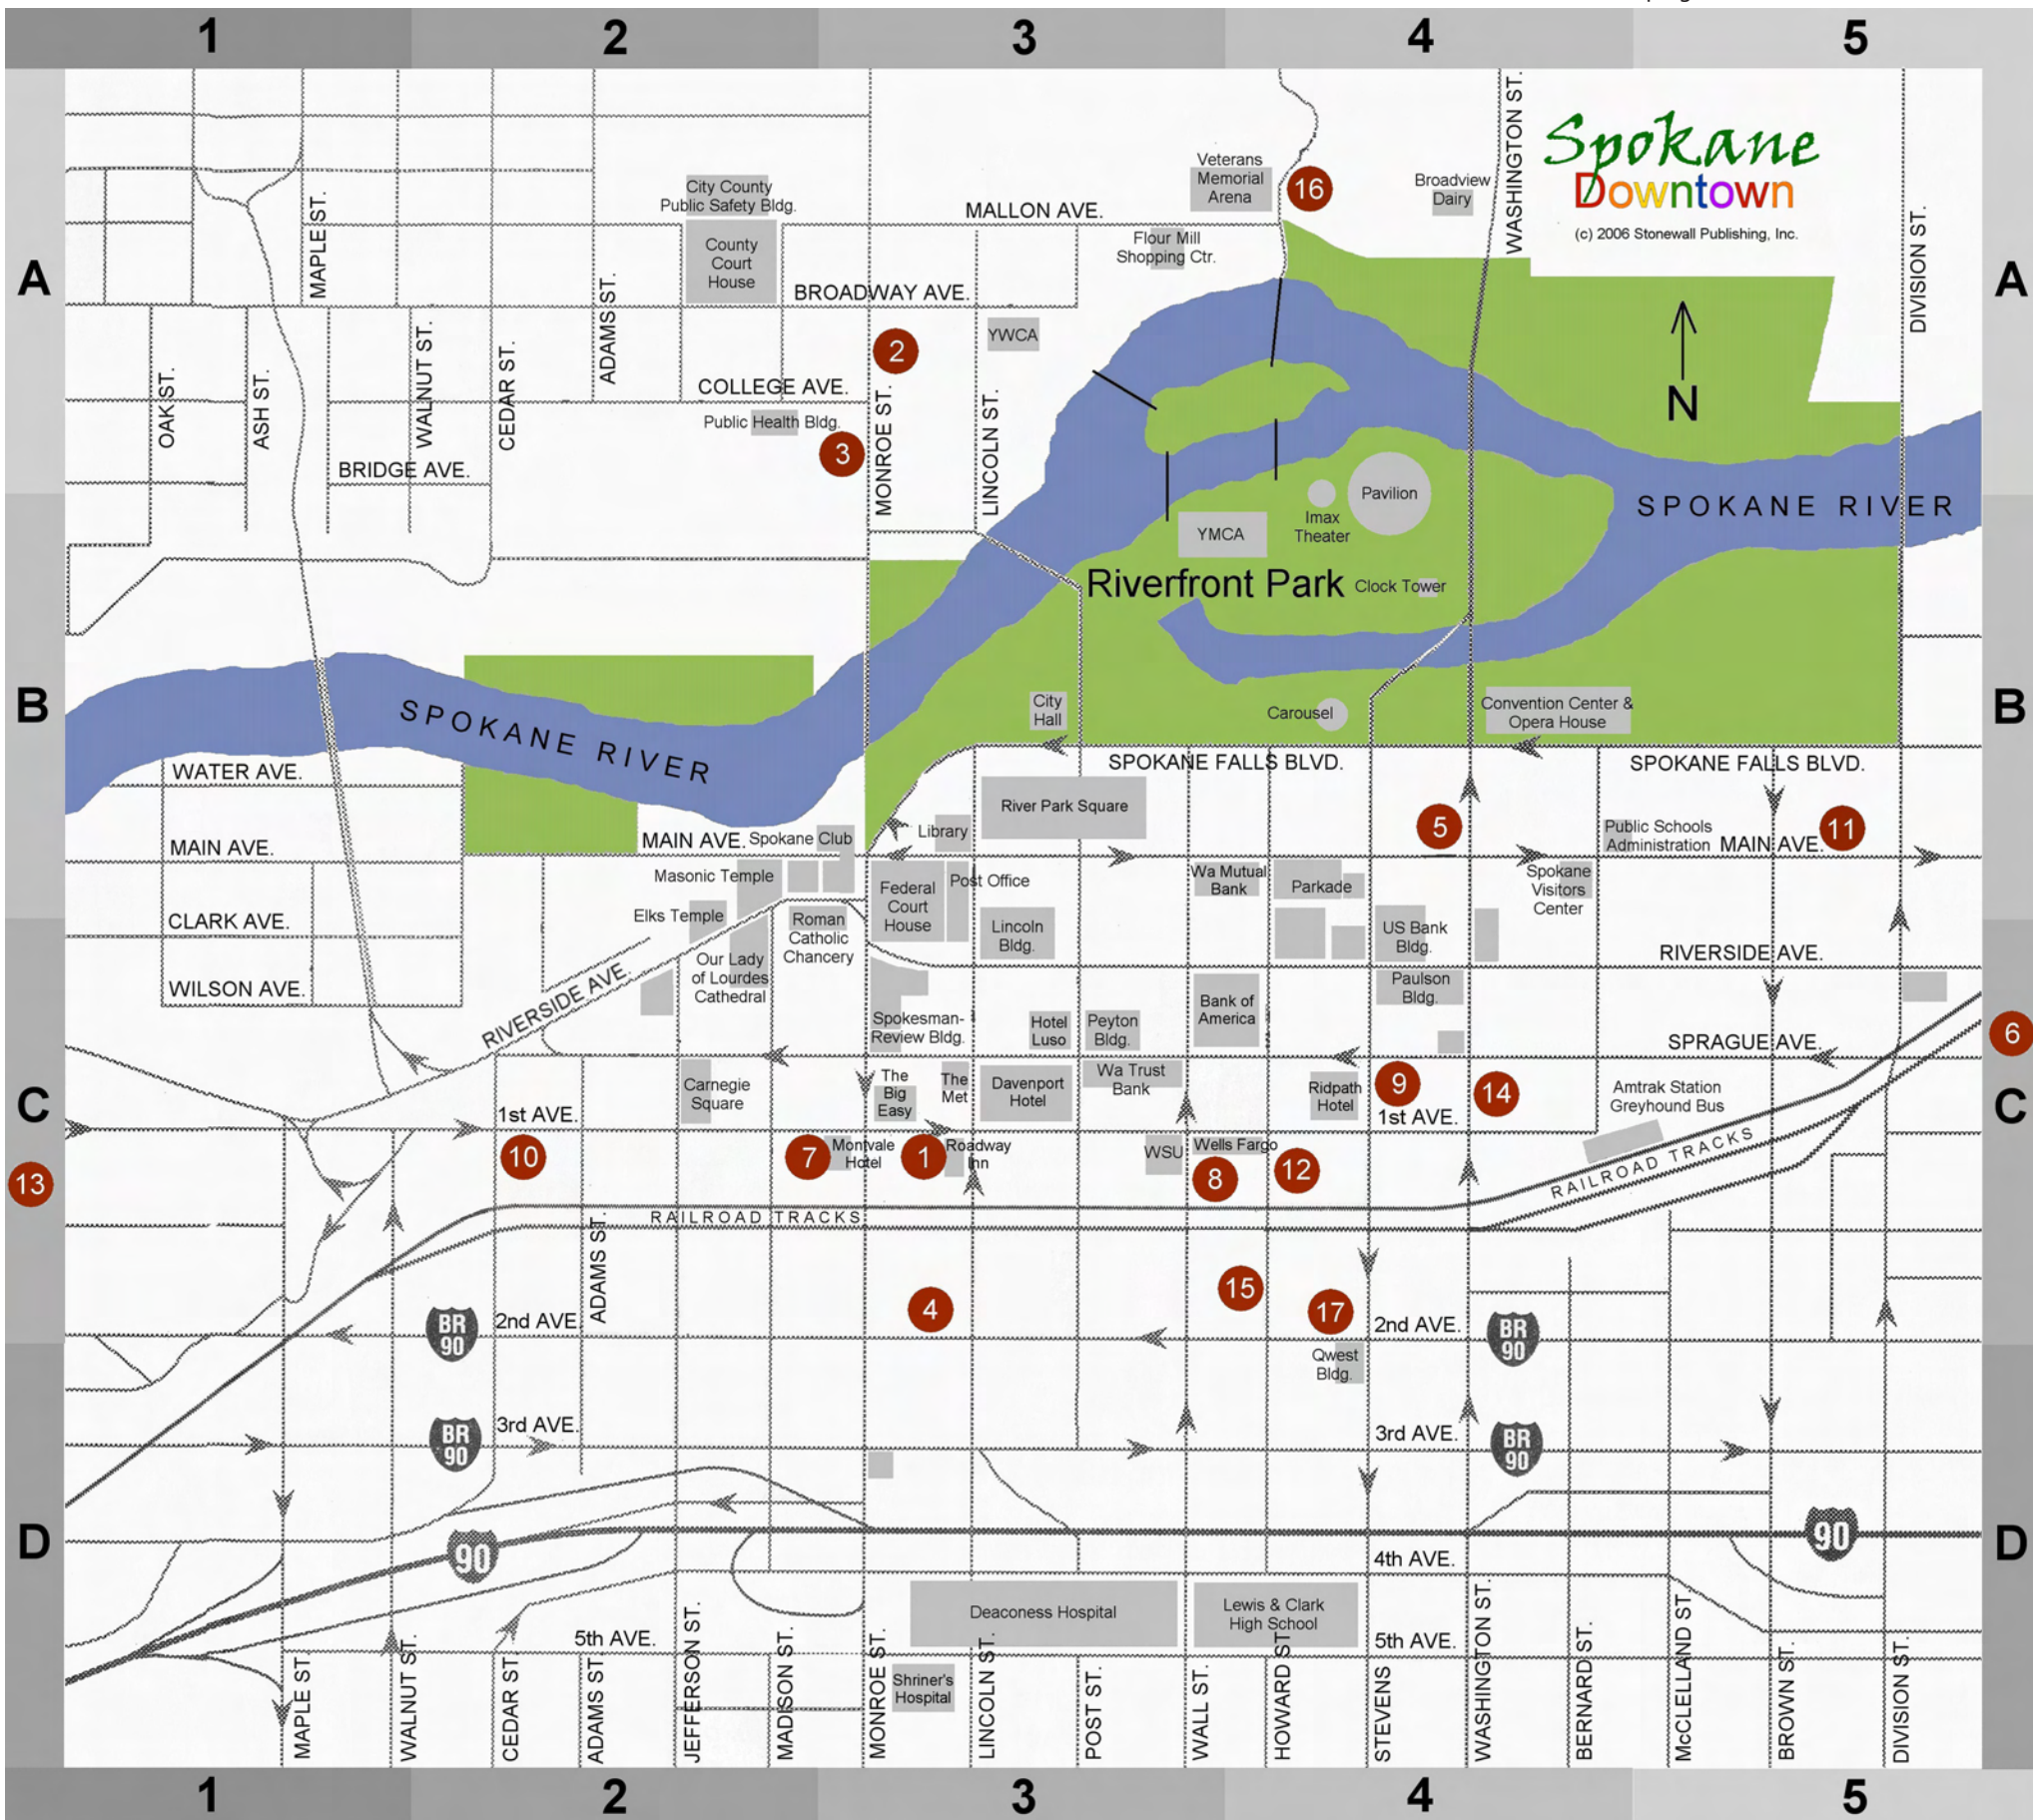 1 2 3 4 5
A
A
B
B
C
C
D
D
Spokane
Downtown
(c) 2006 Stonewall Publishing, Inc.
N
WASHINGTON ST.
DIVISION ST.
Veterans
Memorial
Arena
16
Broadview
Dairy
City County
Public Safety Bldg.
County
Court
House
MALLON AVE.
Flour Mill
Shopping Ctr.
MAPLE ST.
ADAMS ST.
BROADWAY AVE.
YWCA
2
OAK ST.
ASH ST.
WALNUT ST.
CEDAR ST.
COLLEGE AVE.
Public Health Bldg.
3
MONROE ST.
LINCOLN ST.
BRIDGE AVE.
Pavilion
Imax
Theater
YMCA
SPOKANE RIVER
Riverfront Park
Clock Tower
SPOKANE RIVER
City
Hall
Carousel
Convention Center &
Opera House
WATER AVE.
SPOKANE FALLS BLVD.
SPOKANE FALLS BLVD.
River Park Square
MAIN AVE.
MAIN AVE.
Spokane Club
Library
5
Public Schools
Administration
MAIN AVE.
11
Masonic Temple
Federal
Court
House
Post Office
Wa Mutual
Bank
Parkade
Spokane
Visitors
Center
CLARK AVE.
Elks Temple
Roman
Catholic
Chancery
Lincoln
Bldg.
US Bank
Bldg.
RIVERSIDE AVE.
WILSON AVE.
RIVERSIDE AVE.
Our Lady
of Lourdes
Cathedral
Spokesman-
Review Bldg.
Hotel
Luso
Peyton
Bldg.
Bank of
America
Paulson
Bldg.
SPRAGUE AVE.
6
Carnegie
Square
The
Big
Easy
The
Met
Davenport
Hotel
Wa Trust
Bank
Ridpath
Hotel
9
14
Amtrak Station
Greyhound Bus
1st AVE.
1st AVE.
10
7
Montvale
Hotel
1
Roadway
Inn
WSU
Wells Fargo
8
12
13
RAILROAD TRACKS
RAILROAD TRACKS
ADAMS ST.
4
15
17
BR
90
2nd AVE.
2nd AVE.
BR
90
Qwest
Bldg.
BR
90
3rd AVE.
3rd AVE.
BR
90
90
90
4th AVE.
Deaconess Hospital
Lewis & Clark
High School
5th AVE.
5th AVE.
Shriner's
Hospital
MAPLE ST.
WALNUT ST.
CEDAR ST.
ADAMS ST.
JEFFERSON ST.
MADISON ST.
MONROE ST.
LINCOLN ST.
POST ST.
WALL ST.
HOWARD ST.
STEVENS
WASHINGTON ST.
BERNARD ST.
McCLELLAND ST.
BROWN ST.
DIVISION ST.
1 2 3 4 5